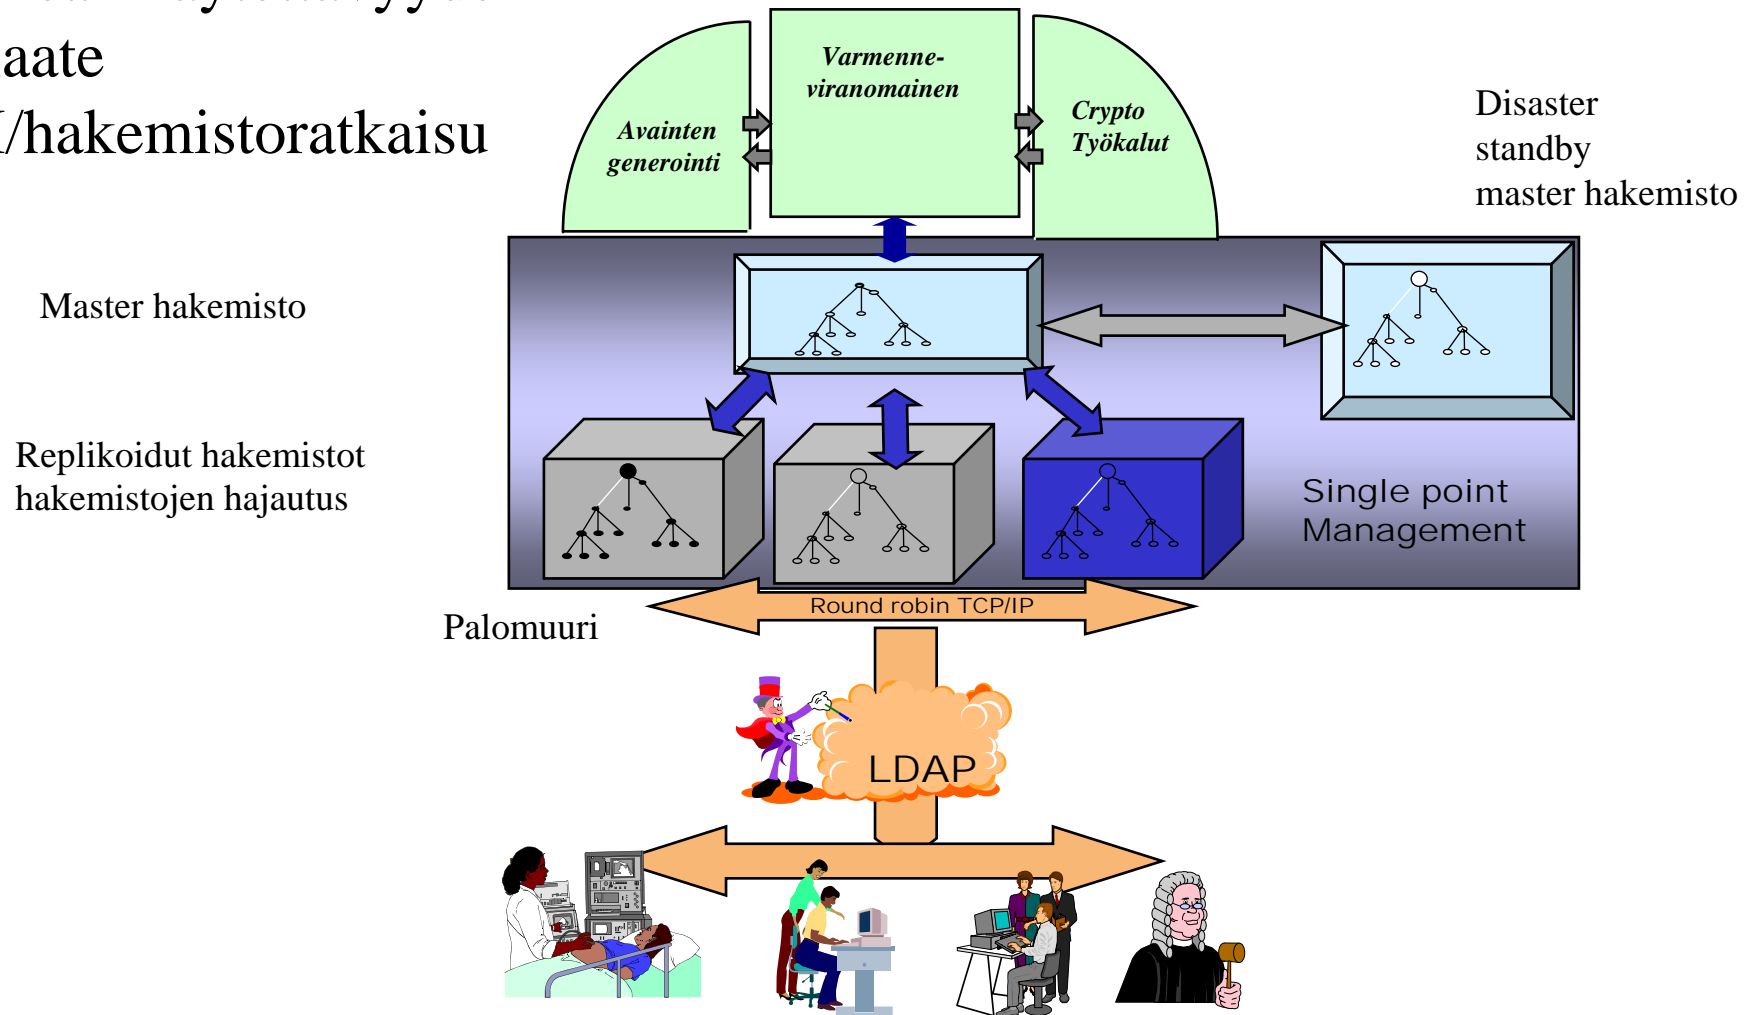 aate
/hakemistoratkaisu
Varmenne-
viranomainen
Avainten
generointi
Crypto
Työkalut
Disaster
standby
master hakemisto
Master hakemisto
Replikoidut hakemistot
hakemistojen hajautus
Single point
Management
Round robin TCP/IP
Palomuuri
LDAP